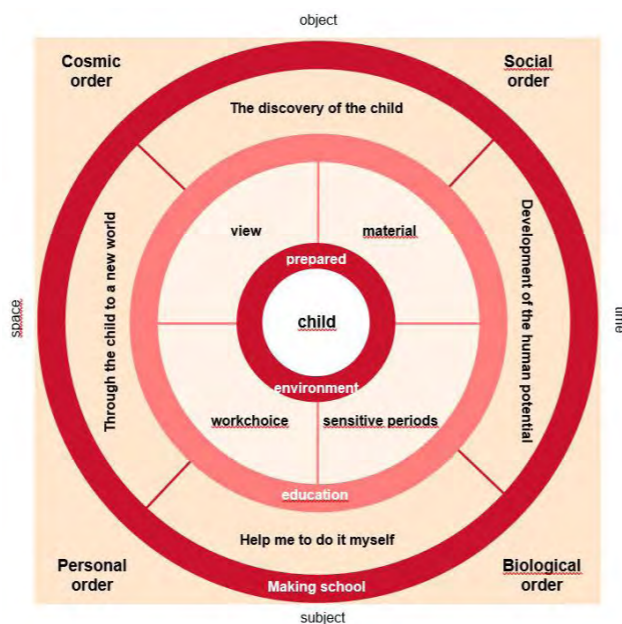 object
Cosmic
order
Social
order
The discovery of the child
view
material
prepared
Through the child to a new world
Development of the human potential
space
child
time
environment
workchoice
sensitive periods
education
Help me to do it myself
Personal
order
Biological
order
Making school
subject